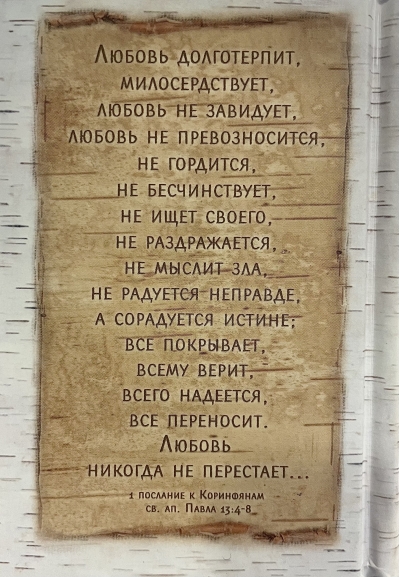 Любовь долготерпит,
милосердствует,
любовь не завидует,
любовь не превозносится,
не гордится,
не бесчинствует,
не ищет своего,
не раздражается,
не мыслит зла,
не радуется неправде,
а сорадуется истине;
все покрывает,
всему верит,
всего надеется,
все переносит.
Любовь
никогда не перестает...
1 послание к Коринфянам
св. ап. Павла 13:4-8